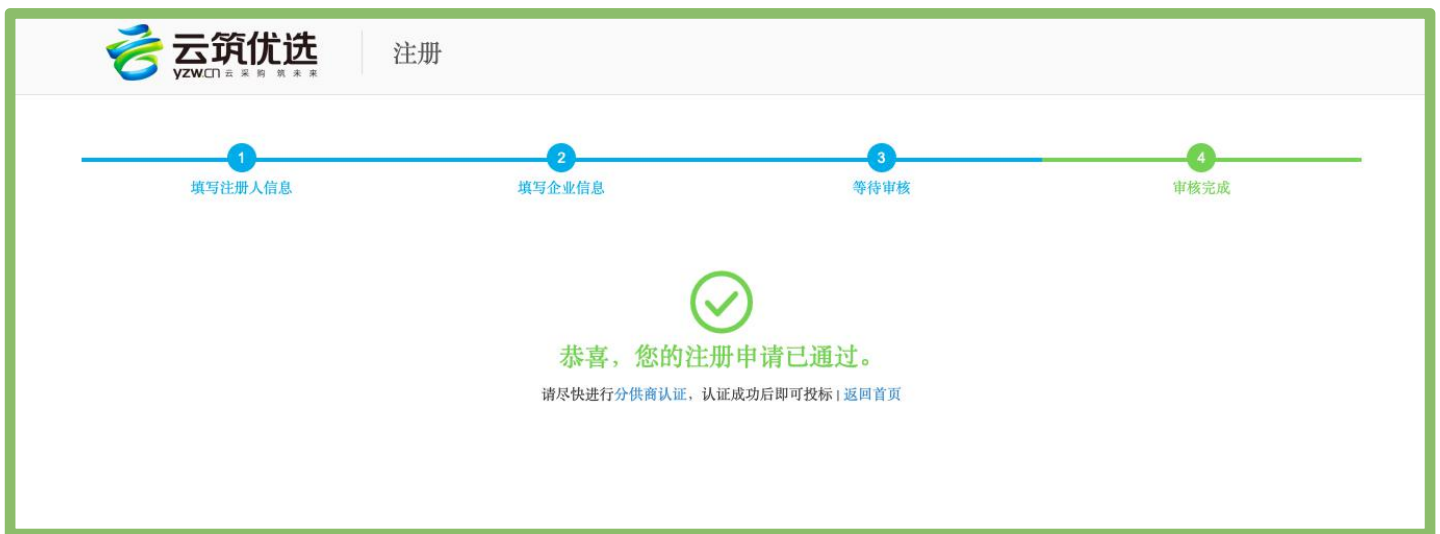 云筑优选
注册
yzw.cn 云采购 筑未来
1
2
3
4
填写注册人信息
填写企业信息
等待审核
审核完成
恭喜，您的注册申请已通过。
请尽快进行分供商认证，认证成功后即可投标 | 返回首页